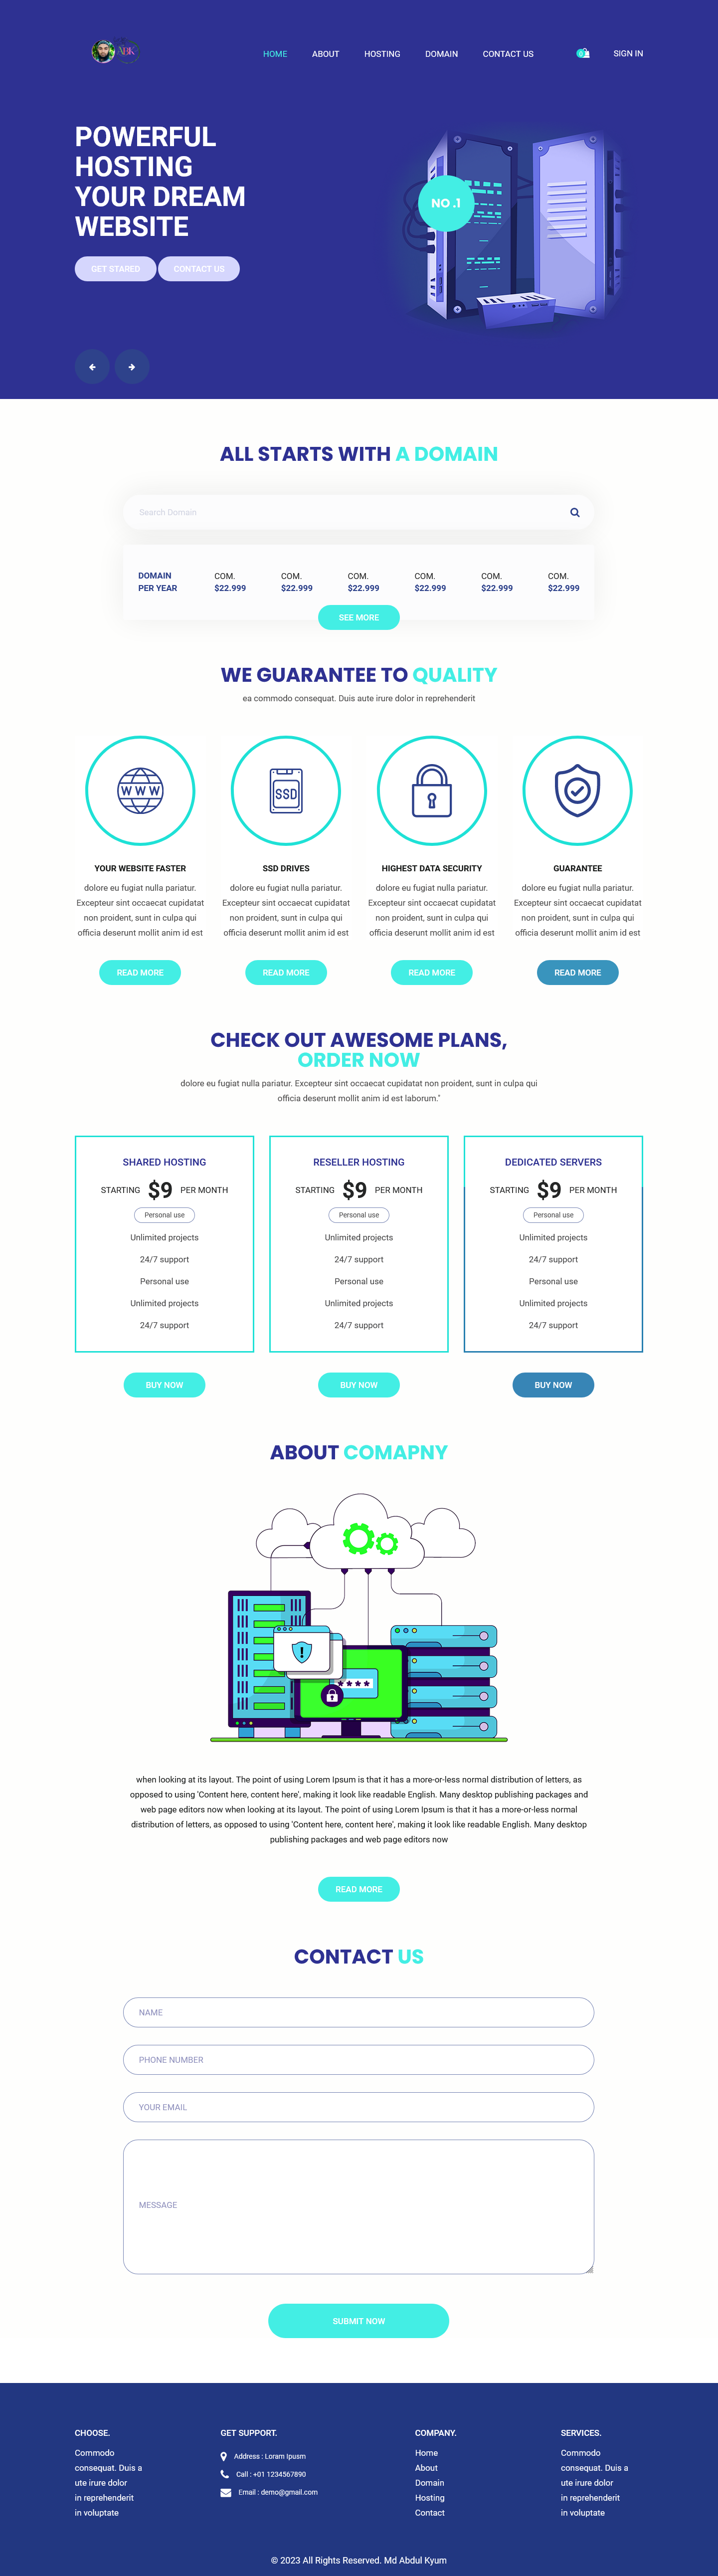 ABK
HOME ABOUT HOSTING DOMAIN CONTACT US 0 SIGN IN
POWERFUL
HOSTING
YOUR DREAM
WEBSITE
NO .1
GET STARED CONTACT US
ALL STARTS WITH A DOMAIN
Search Domain
DOMAIN COM. COM. COM. COM. COM. COM.
PER YEAR $22.999 $22.999 $22.999 $22.999 $22.999 $22.999
SEE MORE
WE GUARANTEE TO QUALITY
ea commodo consequat. Duis aute irure dolor in reprehenderit
WWW
SSD
YOUR WEBSITE FASTER
dolore eu fugiat nulla pariatur.
Excepteur sint occaecat cupidatat
non proident, sunt in culpa qui
officia deserunt mollit anim id est
READ MORE
SSD DRIVES
dolore eu fugiat nulla pariatur.
Excepteur sint occaecat cupidatat
non proident, sunt in culpa qui
officia deserunt mollit anim id est
READ MORE
HIGHEST DATA SECURITY
dolore eu fugiat nulla pariatur.
Excepteur sint occaecat cupidatat
non proident, sunt in culpa qui
officia deserunt mollit anim id est
READ MORE
GUARANTEE
dolore eu fugiat nulla pariatur.
Excepteur sint occaecat cupidatat
non proident, sunt in culpa qui
officia deserunt mollit anim id est
READ MORE
CHECK OUT AWESOME PLANS,
ORDER NOW
dolore eu fugiat nulla pariatur. Excepteur sint occaecat cupidatat non proident, sunt in culpa qui
officia deserunt mollit anim id est laborum."
SHARED HOSTING
STARTING $9 PER MONTH
Personal use
Unlimited projects
24/7 support
Personal use
Unlimited projects
24/7 support
BUY NOW
RESELLER HOSTING
STARTING $9 PER MONTH
Personal use
Unlimited projects
24/7 support
Personal use
Unlimited projects
24/7 support
BUY NOW
DEDICATED SERVERS
STARTING $9 PER MONTH
Personal use
Unlimited projects
24/7 support
Personal use
Unlimited projects
24/7 support
BUY NOW
ABOUT COMAPNY
when looking at its layout. The point of using Lorem Ipsum is that it has a more-or-less normal distribution of letters, as
opposed to using 'Content here, content here', making it look like readable English. Many desktop publishing packages and
web page editors now when looking at its layout. The point of using Lorem Ipsum is that it has a more-or-less normal
distribution of letters, as opposed to using 'Content here, content here', making it look like readable English. Many desktop
publishing packages and web page editors now
READ MORE
CONTACT US
NAME
PHONE NUMBER
YOUR EMAIL
MESSAGE
SUBMIT NOW
CHOOSE.
Commodo
consequat. Duis a
ute irure dolor
in reprehenderit
in voluptate
GET SUPPORT.
Address : Loram Ipusm
Call : +01 1234567890
Email : demo@gmail.com
COMPANY.
Home
About
Domain
Hosting
Contact
SERVICES.
Commodo
consequat. Duis a
ute irure dolor
in reprehenderit
in voluptate
© 2023 All Rights Reserved. Md Abdul Kyum